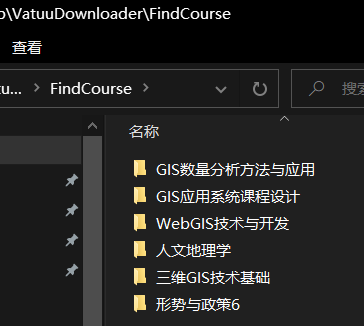 p\VatuuDownloader\FindCourse
查看
tu...
FindCourse
搜索
名称
GIS数量分析方法与应用
GIS应用系统课程设计
WebGIS技术与开发
人文地理学
三维GIS技术基础
形势与政策6